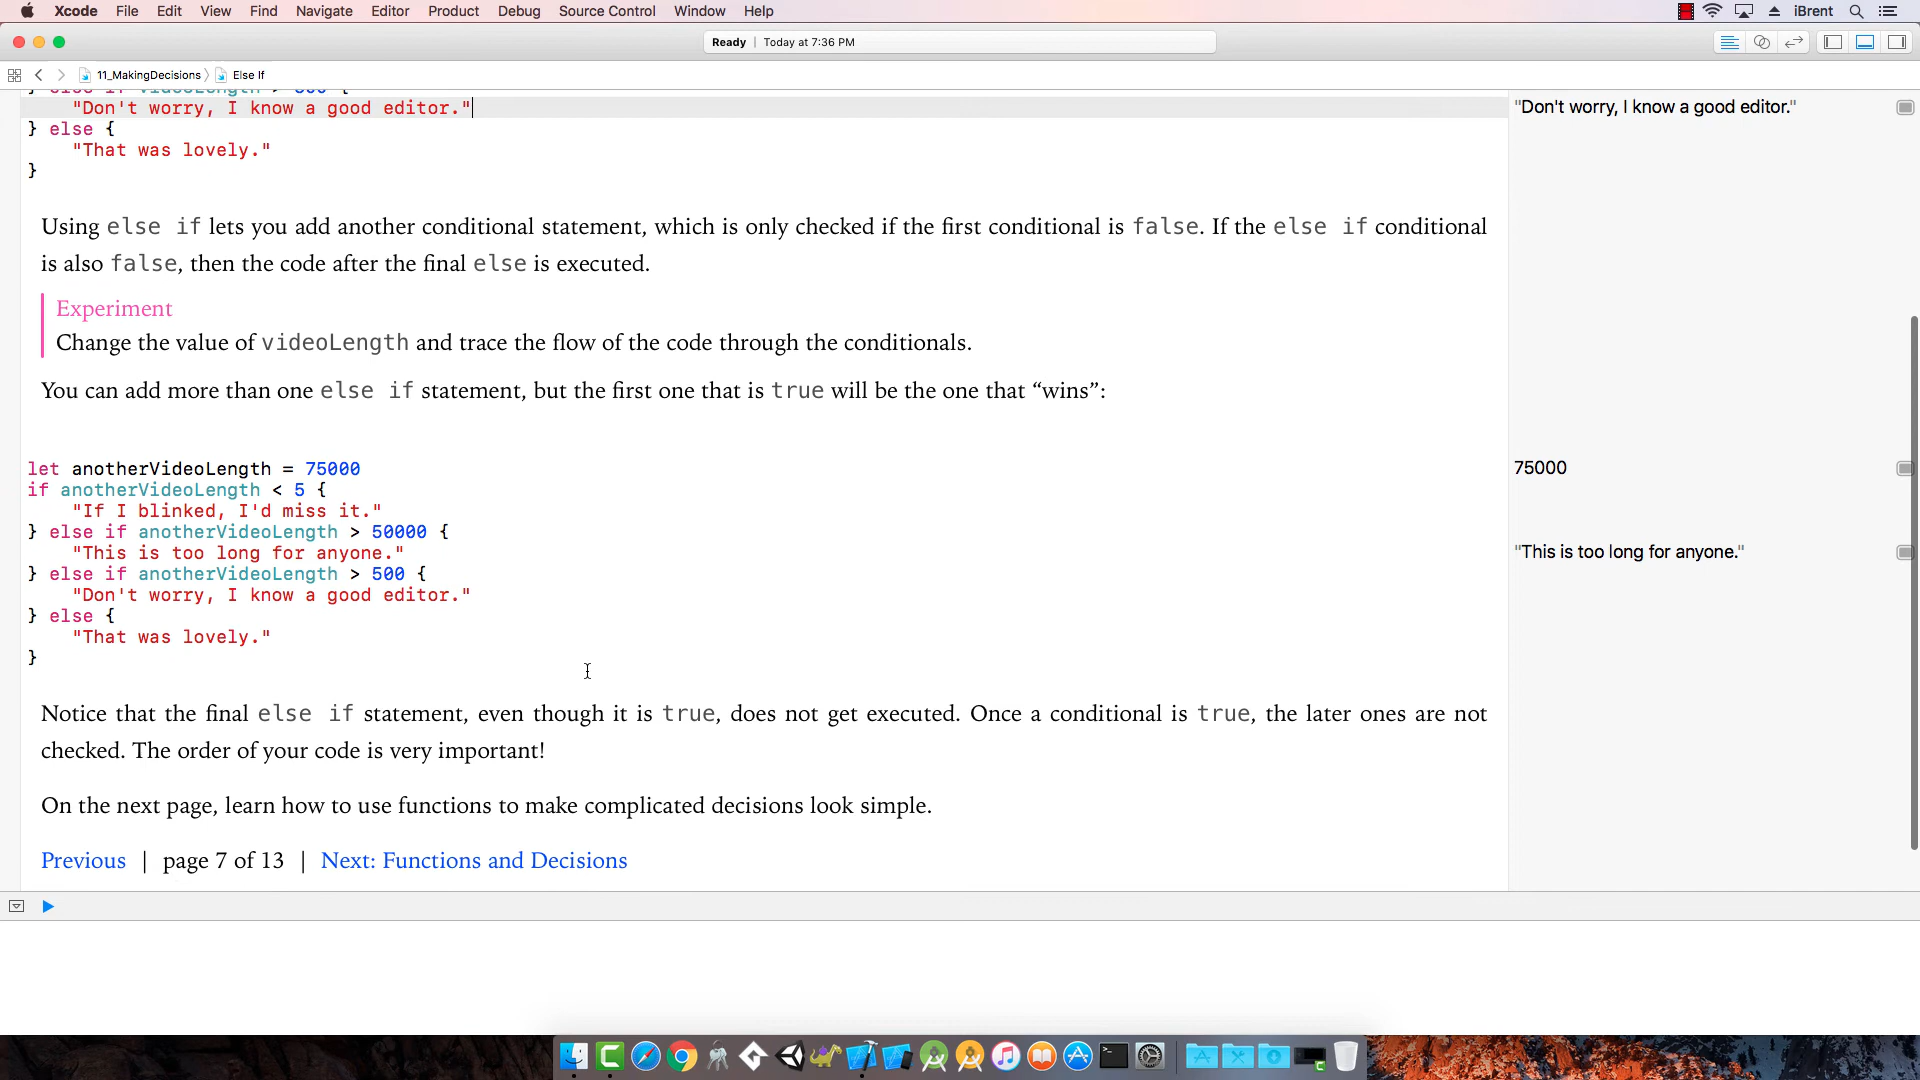 Xcode File Edit View Find Navigate Editor Product Debug Source Control Window Help iBrent
Ready Today at 7:36 PM
11_MakingDecisions Else If
} else if videoLength > 500 {
"Don't worry, I know a good editor." "Don't worry, I know a good editor."
} else {
"That was lovely."
}
Using else if lets you add another conditional statement, which is only checked if the first conditional is false. If the else if conditional
is also false, then the code after the final else is executed.
Experiment
Change the value of videoLength and trace the flow of the code through the conditionals.
You can add more than one else if statement, but the first one that is true will be the one that “wins”:
let anotherVideoLength = 75000 75000
if anotherVideoLength < 5 {
"If I blinked, I'd miss it."
} else if anotherVideoLength > 50000 {
"This is too long for anyone." "This is too long for anyone."
} else if anotherVideoLength > 500 {
"Don't worry, I know a good editor."
} else {
"That was lovely."
}
Notice that the final else if statement, even though it is true, does not get executed. Once a conditional is true, the later ones are not
checked. The order of your code is very important!
On the next page, learn how to use functions to make complicated decisions look simple.
Previous | page 7 of 13 | Next: Functions and Decisions